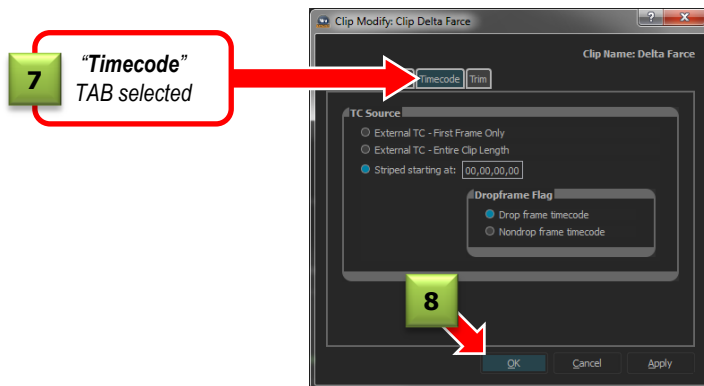 Clip Modify: Clip Delta Farce
Clip Name: Delta Farce
7
“Timecode”
TAB selected
Timecode
Trim
TC Source
External TC - First Frame Only
External TC - Entire Clip Length
Striped starting at: 00,00,00,00
Dropframe Flag
Drop frame timecode
Nondrop frame timecode
8
OK
Cancel
Apply